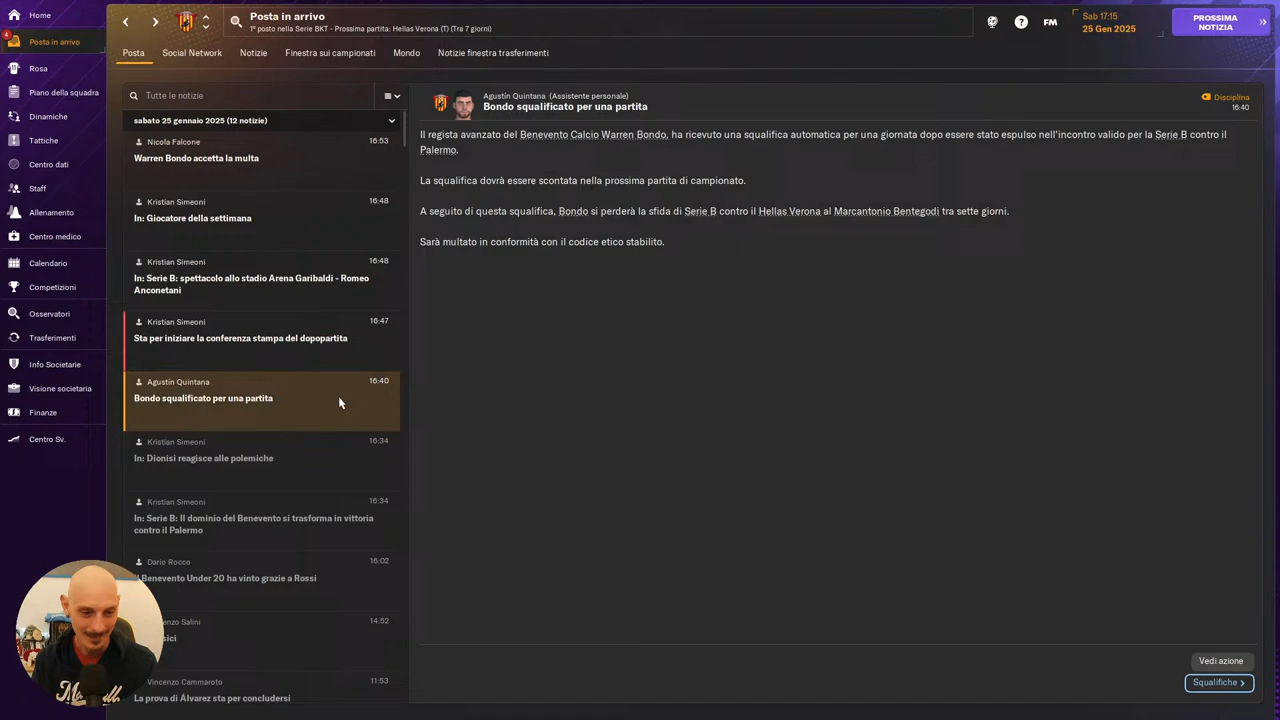 Home
4
Posta in arrivo
Rosa
Piano della squadra
Dinamiche
Tattiche
Centro dati
Staff
Allenamento
Centro medico
Calendario
Competizioni
Osservatori
Trasferimenti
Info Societarie
Visione societaria
Finanze
Centro Sv.
Posta in arrivo
1° posto nella Serie BKT - Prossima partita: Hellas Verona (T) (Tra 7 giorni)
FM
Sab 17:15
25 Gen 2025
PROSSIMA
NOTIZIA
Posta
Social Network
Notizie
Finestra sui campionati
Mondo
Notizie finestra trasferimenti
Tutte le notizie
sabato 25 gennaio 2025 (12 notizie)
Nicola Falcone 16:53
Warren Bondo accetta la multa
Kristian Simeoni 16:48
In: Giocatore della settimana
Kristian Simeoni 16:48
In: Serie B: spettacolo allo stadio Arena Garibaldi - Romeo
Anconetani
Kristian Simeoni 16:47
Sta per iniziare la conferenza stampa del dopopartita
Agustín Quintana 16:40
Bondo squalificato per una partita
Kristian Simeoni 16:34
In: Dionisi reagisce alle polemiche
Kristian Simeoni 16:34
In: Serie B: Il dominio del Benevento si trasforma in vittoria
contro il Palermo
Dario Rocco 16:02
Benevento Under 20 ha vinto grazie a Rossi
Salini 14:52
Vincenzo Cammaroto 11:53
La prova di Álvarez sta per concludersi
Agustín Quintana (Assistente personale)
Bondo squalificato per una partita
Disciplina
16:40
Il regista avanzato del Benevento Calcio Warren Bondo, ha ricevuto una squalifica automatica per una giornata dopo essere stato espulso nell'incontro valido per la Serie B contro il
Palermo.
La squalifica dovrà essere scontata nella prossima partita di campionato.
A seguito di questa squalifica, Bondo si perderà la sfida di Serie B contro il Hellas Verona al Marcantonio Bentegodi tra sette giorni.
Sarà multato in conformità con il codice etico stabilito.
Vedi azione
Squalifiche